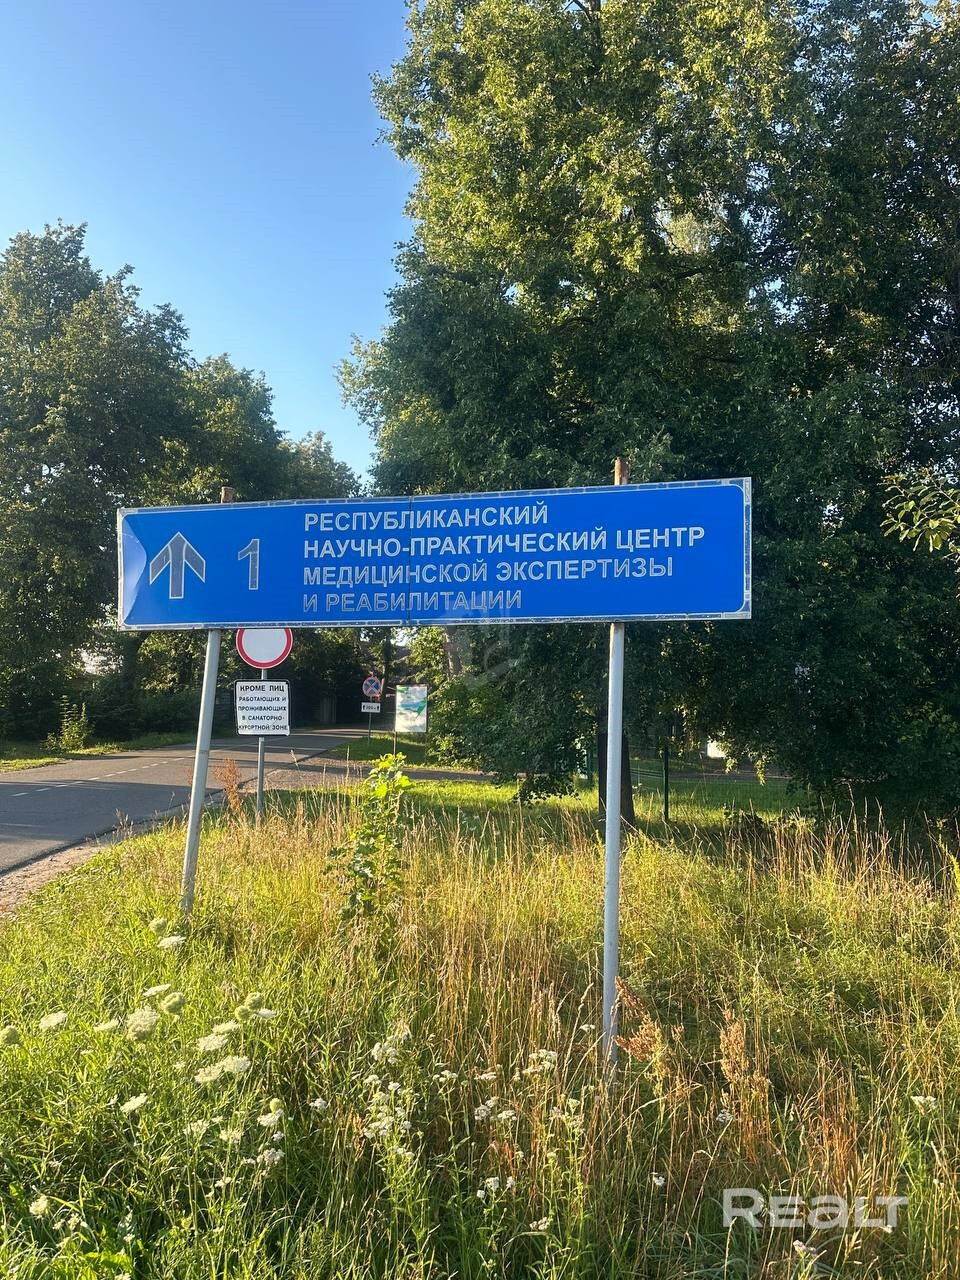 1
РЕСПУБЛИКАНСКИЙ
НАУЧНО-ПРАКТИЧЕСКИЙ ЦЕНТР
МЕДИЦИНСКОЙ ЭКСПЕРТИЗЫ
И РЕАБИЛИТАЦИИ
КРОМЕ ЛИЦ
РАБОТАЮЩИХ И
ПРОЖИВАЮЩИХ
В САНАТОРНО-
КУРОРТНОЙ ЗОНЕ
REALT